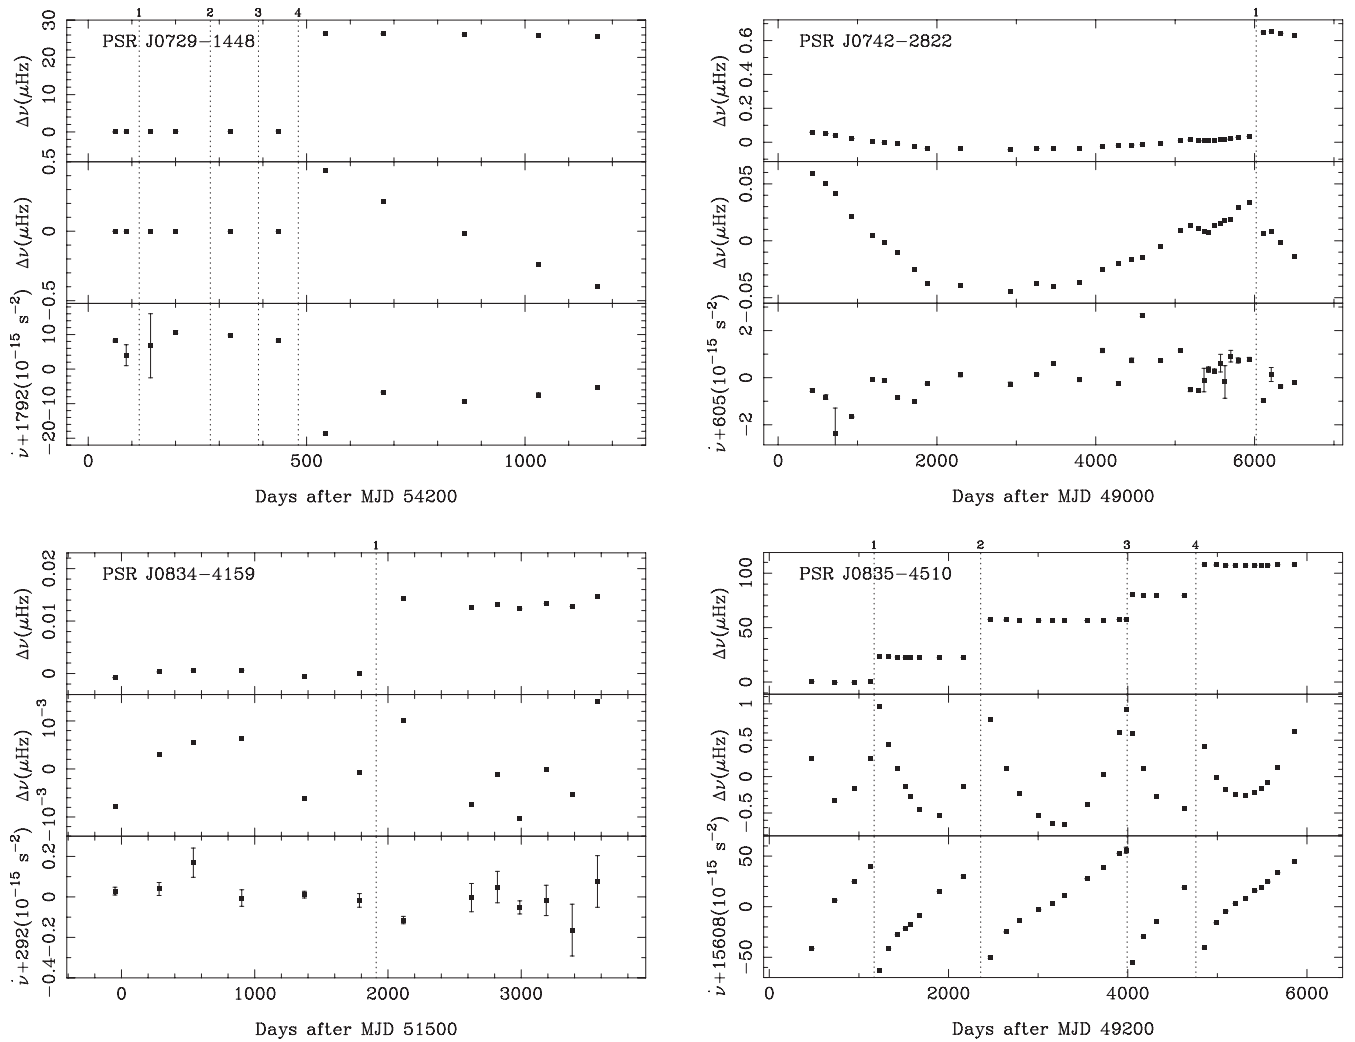 1 2 3 4
PSR J0729−1448
Δν(μHz)
0 10 20 30
Δν(μHz)
0.5 0 0.5
ν̇+1792(10⁻¹⁵ s⁻²)
−20 −10 0 10
0 500 1000
Days after MJD 54200
1
PSR J0742−2822
Δν(μHz)
0 0.2 0.4 0.6
Δν(μHz)
0.05 0 0.05
ν̇+605(10⁻¹⁵ s⁻²)
−2 0 2
0 2000 4000 6000
Days after MJD 49000
1
PSR J0834−4159
Δν(μHz)
0 0.01 0.02
Δν(μHz)
−10⁻³ 0 10⁻³
ν̇+292(10⁻¹⁵ s⁻²)
−0.4 −0.2 0 0.2
0 1000 2000 3000
Days after MJD 51500
1 2 3 4
PSR J0835−4510
Δν(μHz)
0 50 100
Δν(μHz)
−0.5 0 0.5 1
ν̇+15608(10⁻¹⁵ s⁻²)
−50 0 50
0 2000 4000 6000
Days after MJD 49200